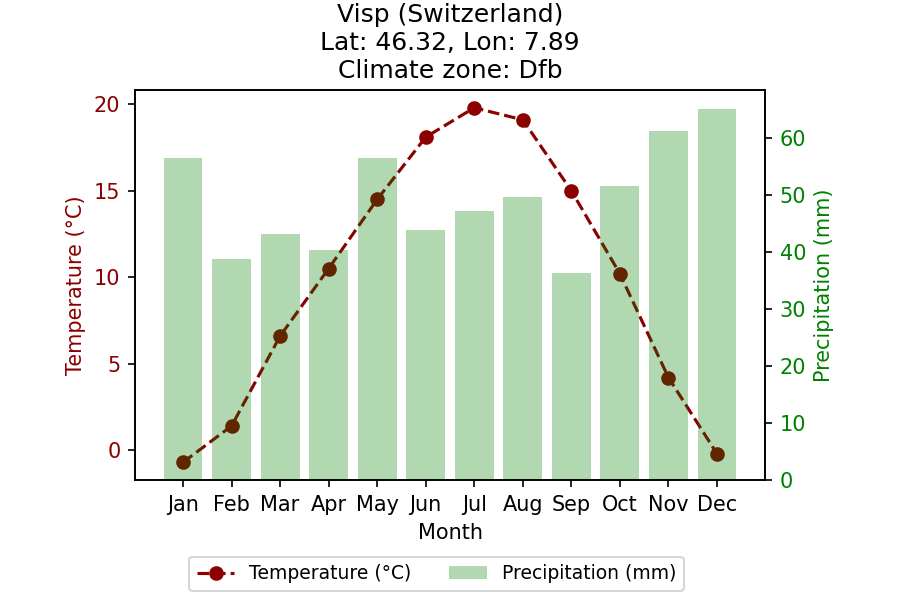 Visp (Switzerland)
Lat: 46.32, Lon: 7.89
Climate zone: Dfb
Temperature (°C)
20
15
10
5
0
Precipitation (mm)
60
50
40
30
20
10
0
Jan Feb Mar Apr May Jun Jul Aug Sep Oct Nov Dec
Month
Temperature (°C) Precipitation (mm)